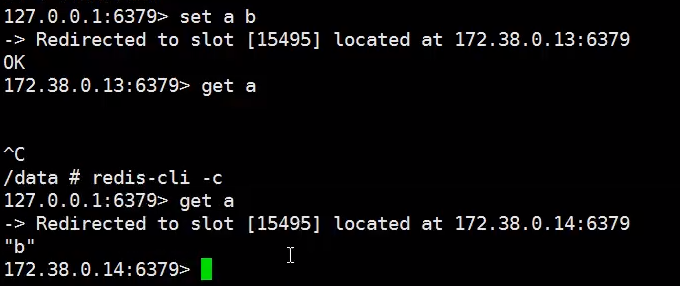 127.0.0.1:6379> set a b
-> Redirected to slot [15495] located at 172.38.0.13:6379
OK
172.38.0.13:6379> get a
^C
/data # redis-cli -c
127.0.0.1:6379> get a
-> Redirected to slot [15495] located at 172.38.0.14:6379
"b"
172.38.0.14:6379>